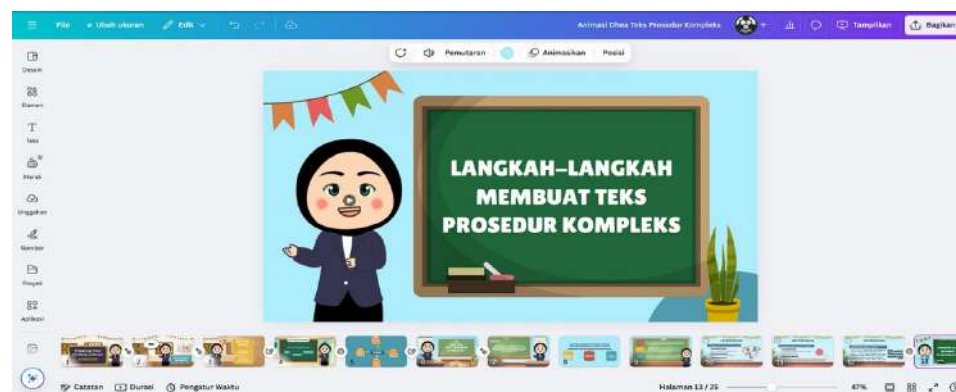 File
Ubah ukuran
Edit
Animasi Dhea Teks Prosedur Kompleks
Tampilkan
Bagikan
Pemutaran
Animasikan
Posisi
Desain
Elemen
Teks
Merek
Unggahan
Gambar
Proyek
Aplikasi
LANGKAH-LANGKAH
MEMBUAT TEKS
PROSEDUR KOMPLEKS
Catatan
Durasi
Pengatur Waktu
Halaman 13 / 25
47%